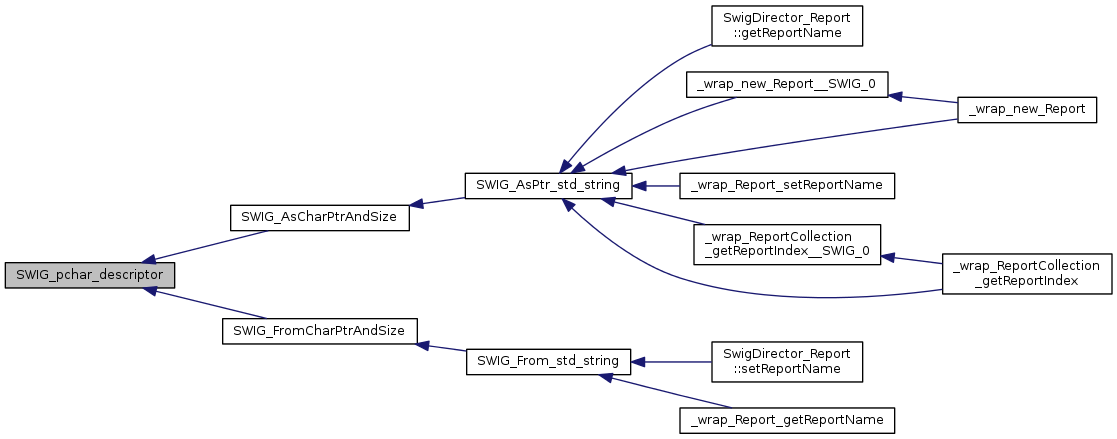 SwigDirector_Report
::getReportName
_wrap_new_Report__SWIG_0
_wrap_new_Report
SWIG_AsPtr_std_string
_wrap_Report_setReportName
SWIG_AsCharPtrAndSize
_wrap_ReportCollection
_getReportIndex__SWIG_0
_wrap_ReportCollection
_getReportIndex
SWIG_pchar_descriptor
SWIG_FromCharPtrAndSize
SWIG_From_std_string
SwigDirector_Report
::setReportName
_wrap_Report_getReportName